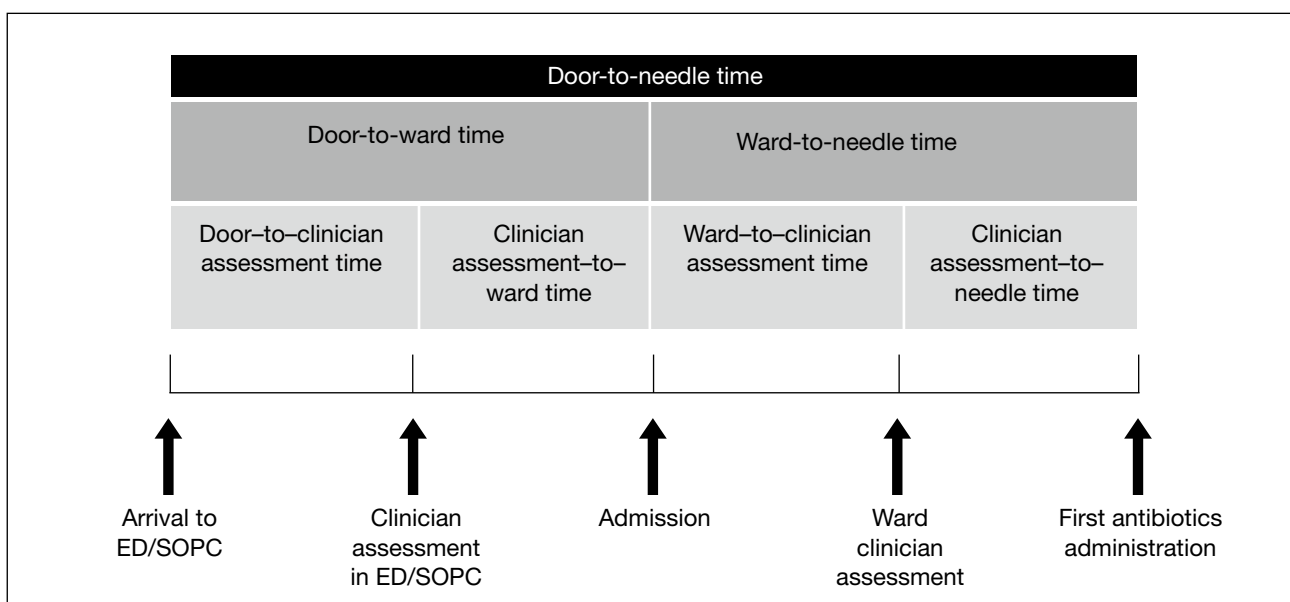 Door-to-needle time
Door-to-ward time
Ward-to-needle time
Door–to–clinician
assessment time
Clinician
assessment–to–
ward time
Ward–to–clinician
assessment time
Clinician
assessment–to–
needle time
Arrival to
ED/SOPC
Clinician
assessment
in ED/SOPC
Admission
Ward
clinician
assessment
First antibiotics
administration